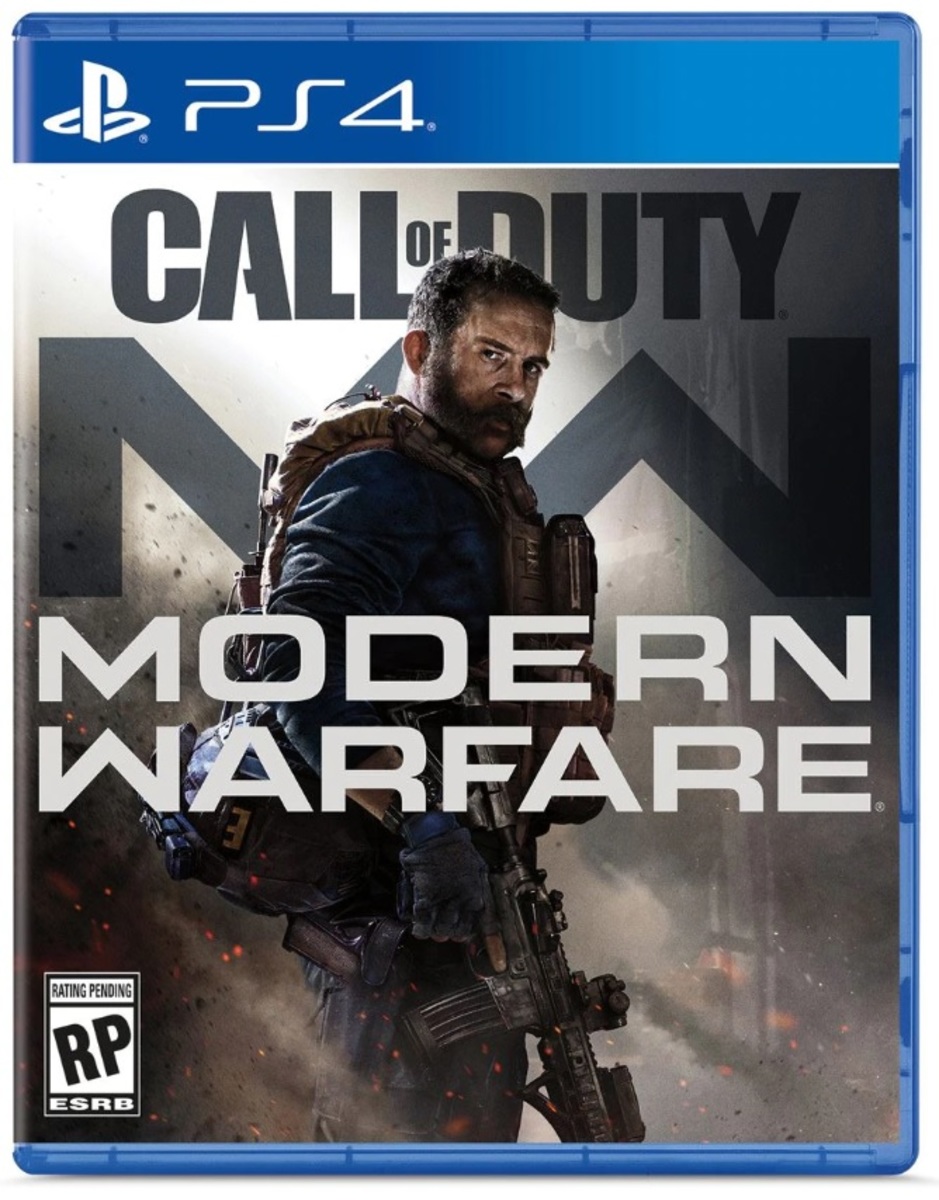 PS4®
CALL OF DUTY®
MW
MODERN
WARFARE®
RATING PENDING
RP
ESRB